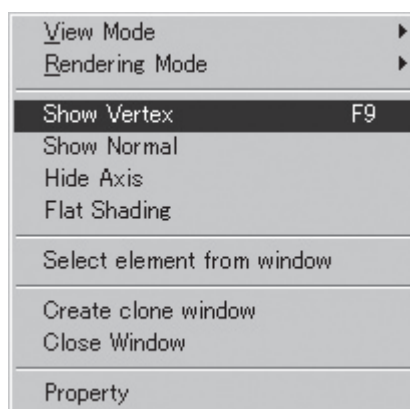 View Mode
Rendering Mode
Show Vertex F9
Show Normal
Hide Axis
Flat Shading
Select element from window
Create clone window
Close Window
Property